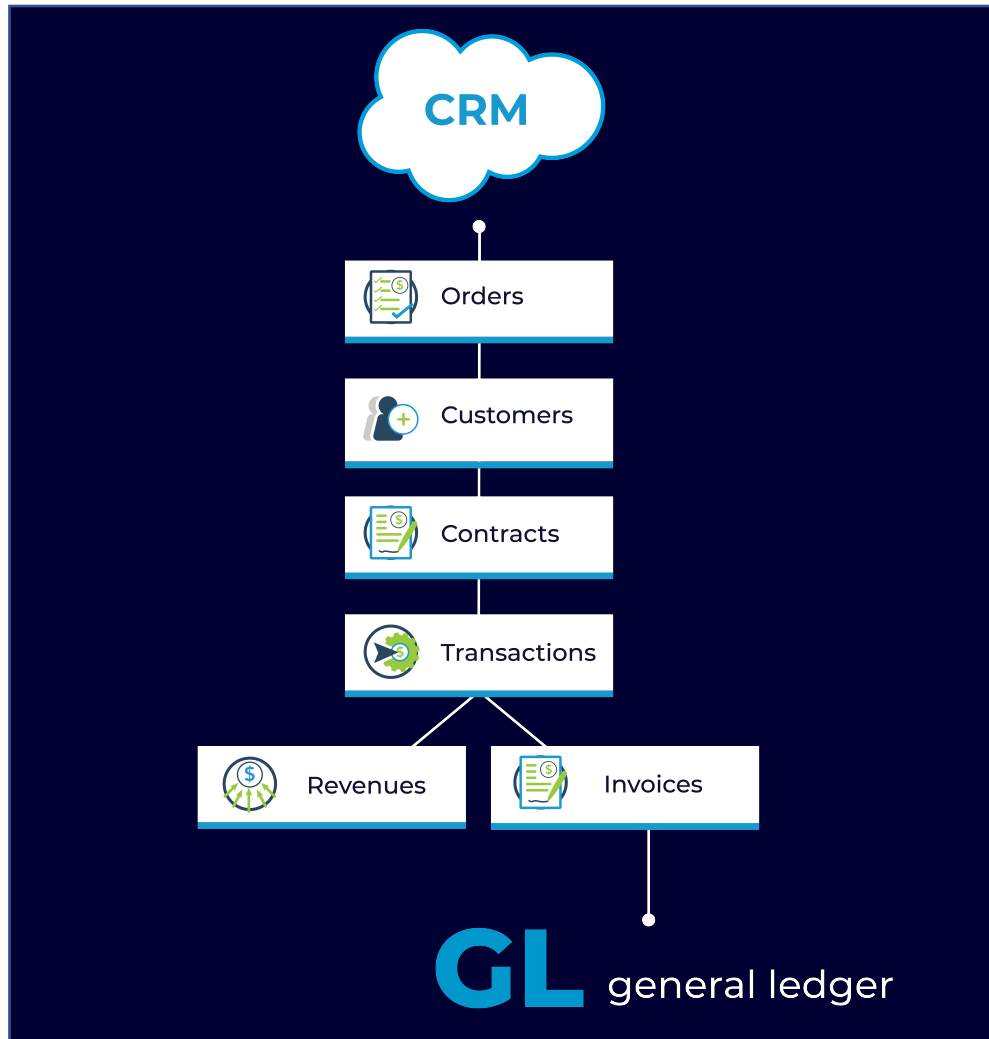 CRM
Orders
Customers
Contracts
Transactions
Revenues
Invoices
GL general ledger